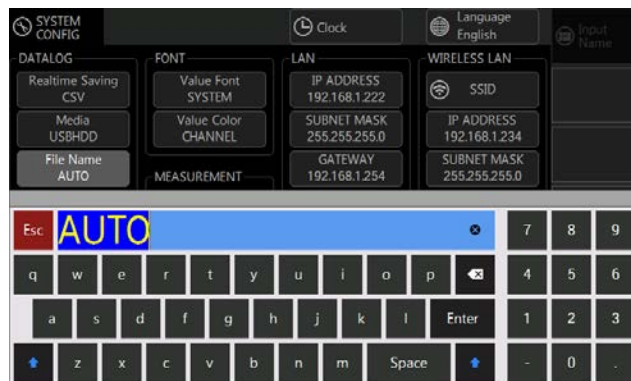 SYSTEM
CONFIG
Clock
Language
English
Input
Name
DATALOG
FONT
LAN
WIRELESS LAN
Realtime Saving
CSV
Value Font
SYSTEM
IP ADDRESS
192.168.1.222
SSID
Media
USBHDD
Value Color
CHANNEL
SUBNET MASK
255.255.255.0
IP ADDRESS
192.168.1.234
File Name
AUTO
MEASUREMENT
GATEWAY
192.168.1.254
SUBNET MASK
255.255.255.0
Esc AUTO 7 8 9
q w e r t y u i o p 4 5 6
a s d f g h j k l Enter 1 2 3
z x c v b n m Space - 0 .